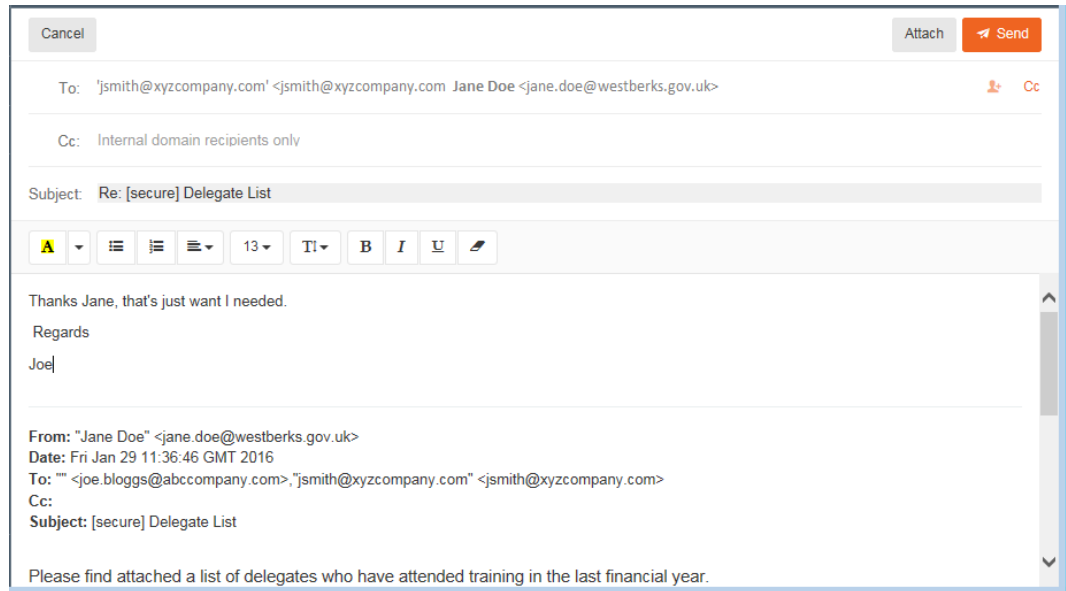 Cancel Attach Send
To: 'jsmith@xyzcompany.com' <jsmith@xyzcompany.com Jane Doe <jane.doe@westberks.gov.uk> Cc
Cc: Internal domain recipients only
Subject: Re: [secure] Delegate List
A 13 TI B I U
Thanks Jane, that's just want I needed.
Regards
Joe
From: "Jane Doe" <jane.doe@westberks.gov.uk>
Date: Fri Jan 29 11:36:46 GMT 2016
To: "" <joe.bloggs@abccompany.com>,"jsmith@xyzcompany.com" <jsmith@xyzcompany.com>
Cc:
Subject: [secure] Delegate List
Please find attached a list of delegates who have attended training in the last financial year.